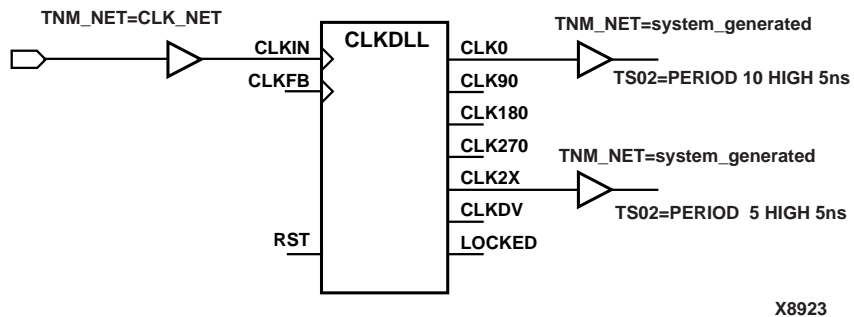 TNM_NET=CLK_NET
TNM_NET=system_generated
CLKIN
CLKDLL
CLK0
CLKFB
CLK90
TS02=PERIOD 10 HIGH 5ns
CLK180
CLK270
TNM_NET=system_generated
CLK2X
CLKDV
TS02=PERIOD 5 HIGH 5ns
RST
LOCKED
X8923